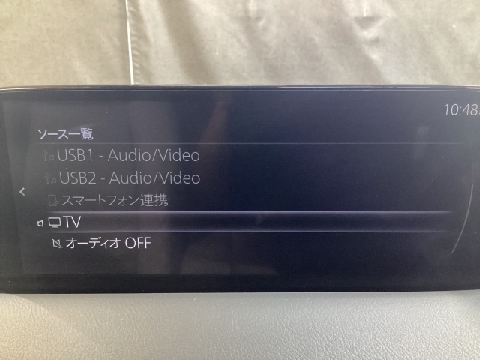 10:48
ソース一覧
USB1 - Audio/Video
USB2 - Audio/Video
スマートフォン連携
TV
オーディオ OFF